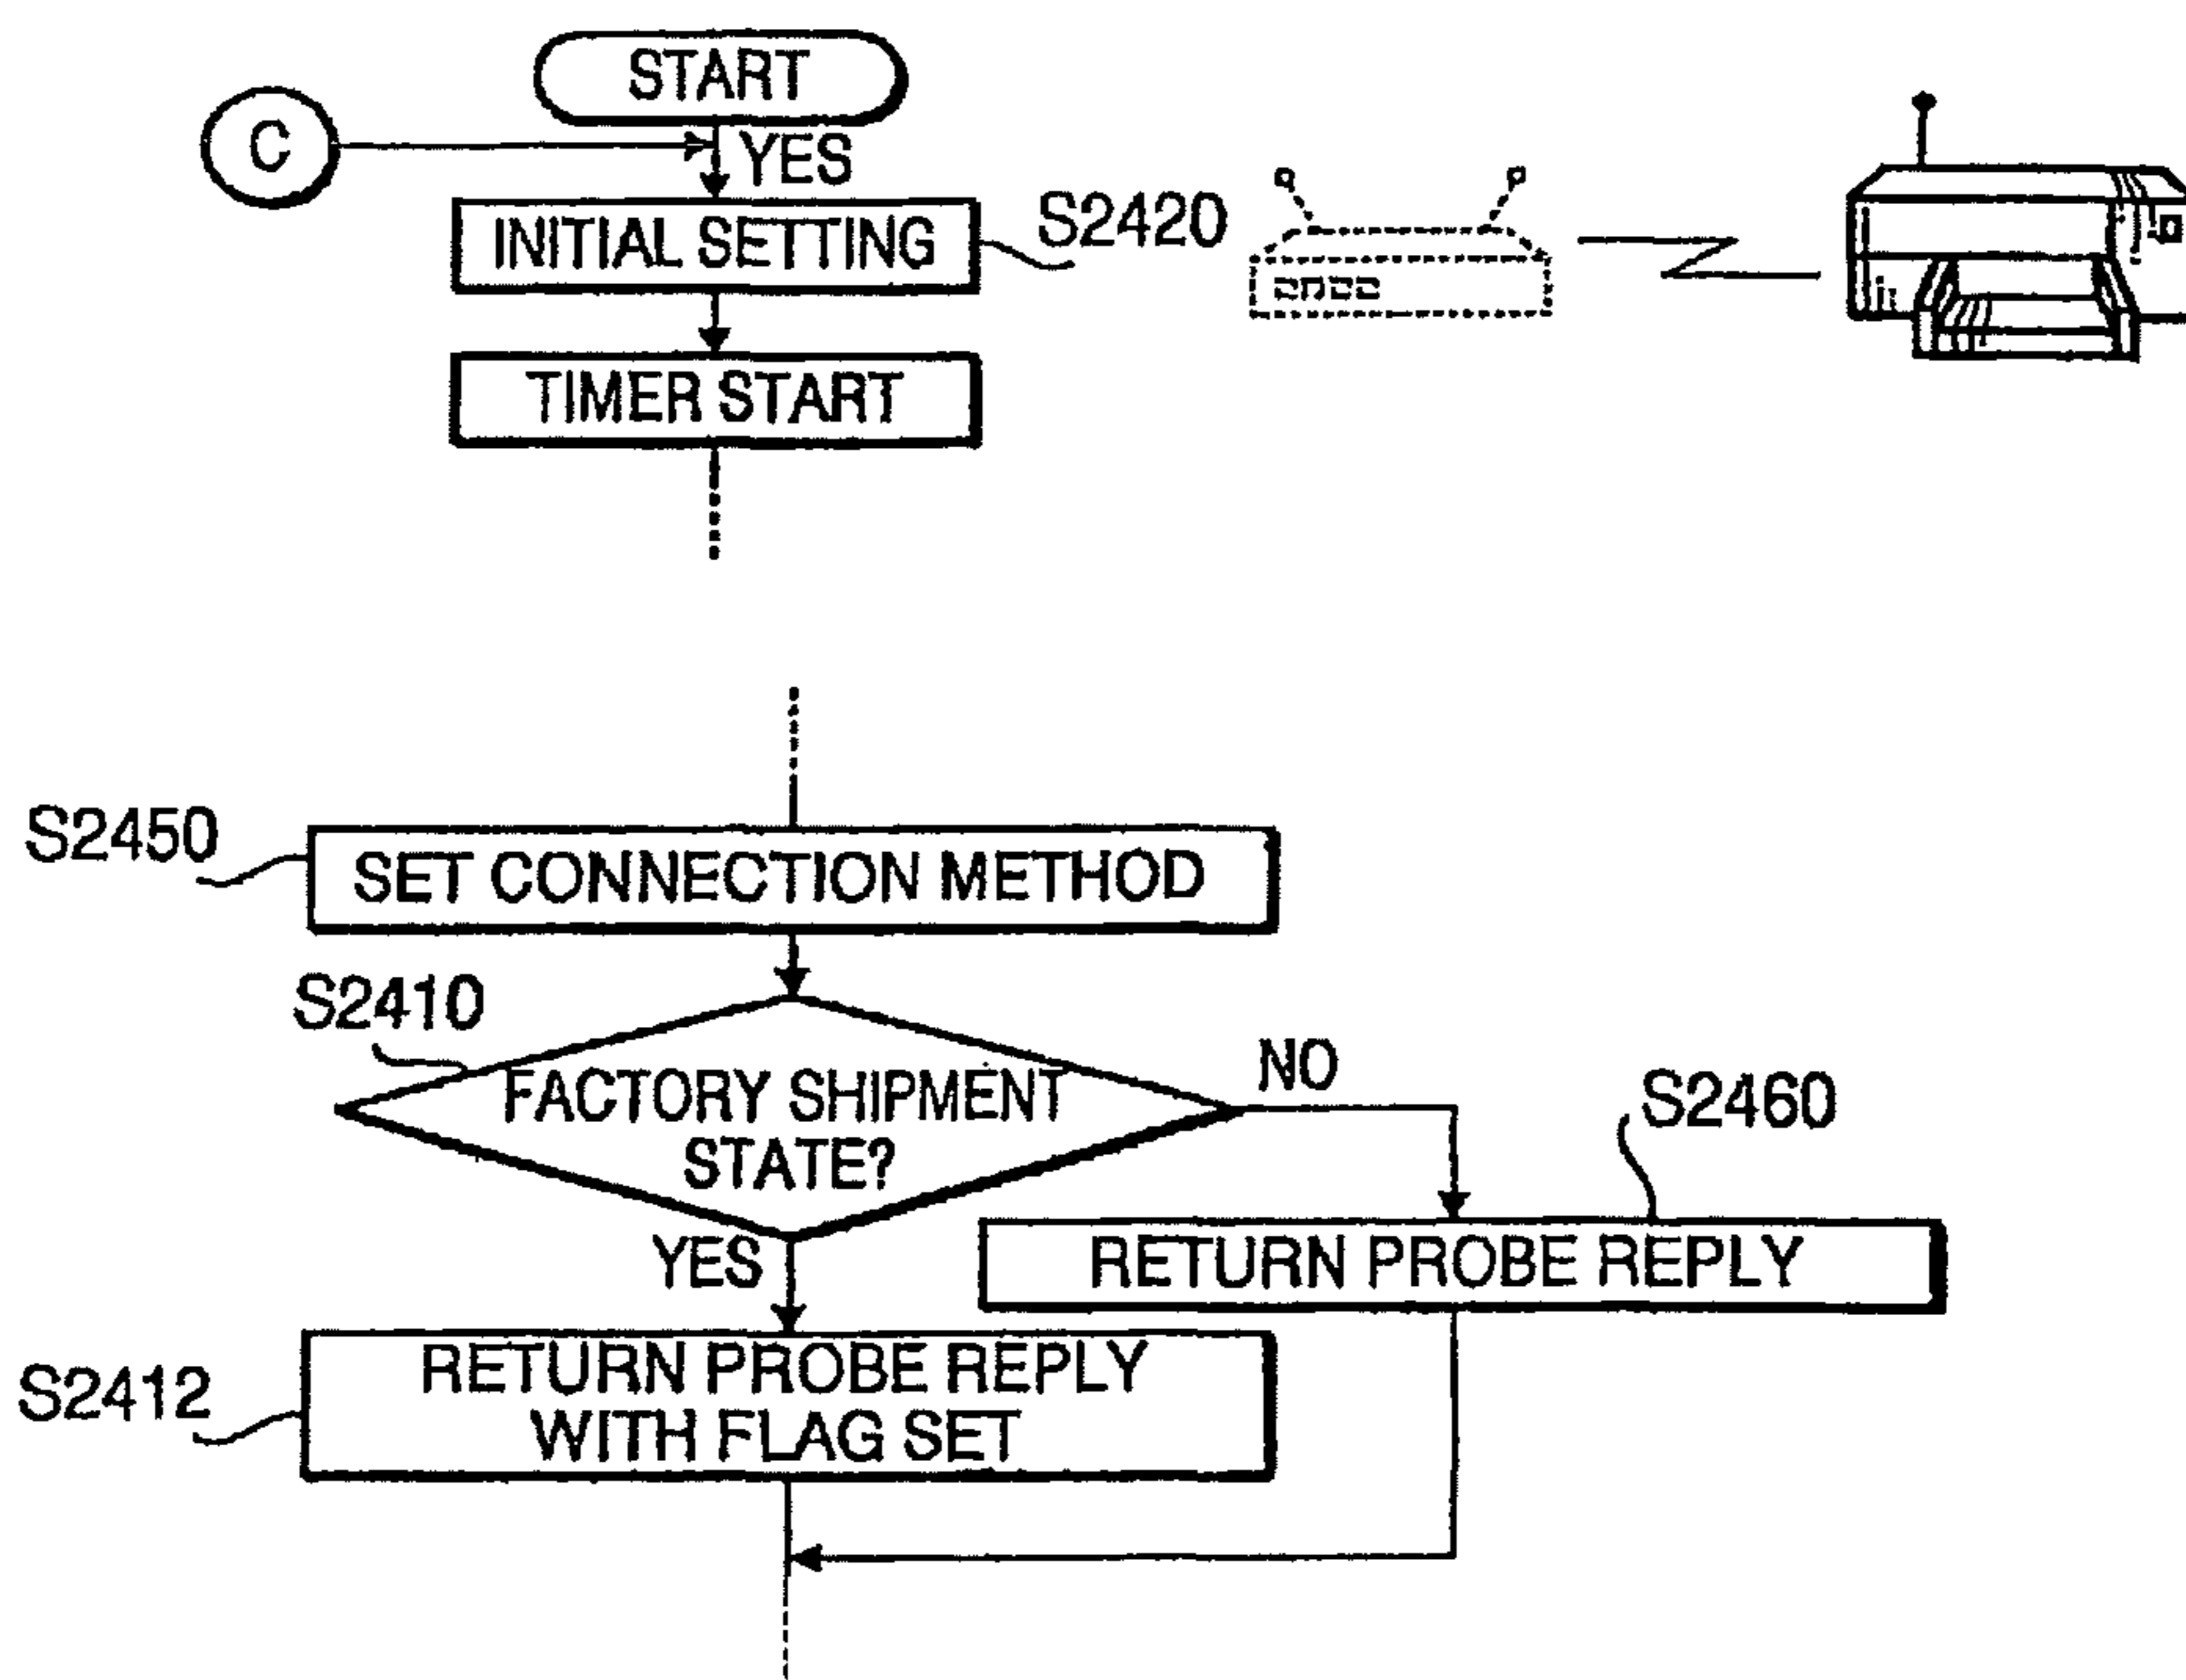 START
C
YES
INITIAL SETTING
S2420
TIMER START
S2450
SET CONNECTION METHOD
S2410
FACTORY SHIPMENT
STATE?
NO
S2460
YES
RETURN PROBE REPLY
S2412
RETURN PROBE REPLY
WITH FLAG SET